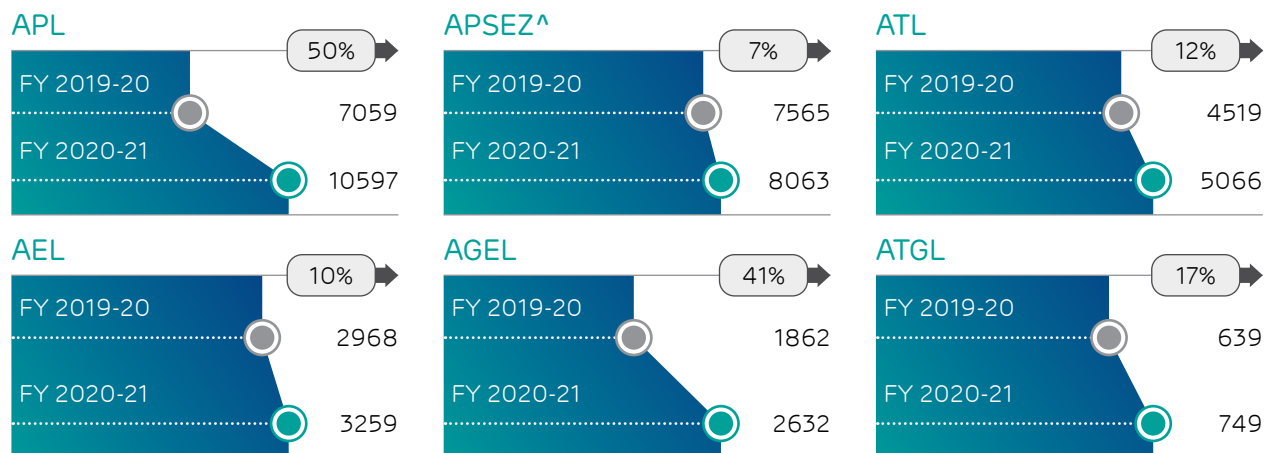 APL
50%
FY 2019-20
7059
FY 2020-21
10597
APSEZ^
7%
FY 2019-20
7565
FY 2020-21
8063
ATL
12%
FY 2019-20
4519
FY 2020-21
5066
AEL
10%
FY 2019-20
2968
FY 2020-21
3259
AGEL
41%
FY 2019-20
1862
FY 2020-21
2632
ATGL
17%
FY 2019-20
639
FY 2020-21
749